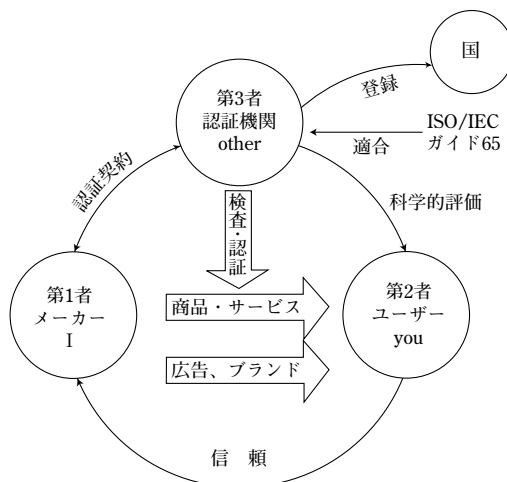 国
登録
第3者
認証機関
other
ISO/IEC
ガイド65
適合
認証契約
検査・認証
科学的評価
第1者
メーカー
I
商品・サービス
第2者
ユーザー
you
広告、ブランド
信 頼